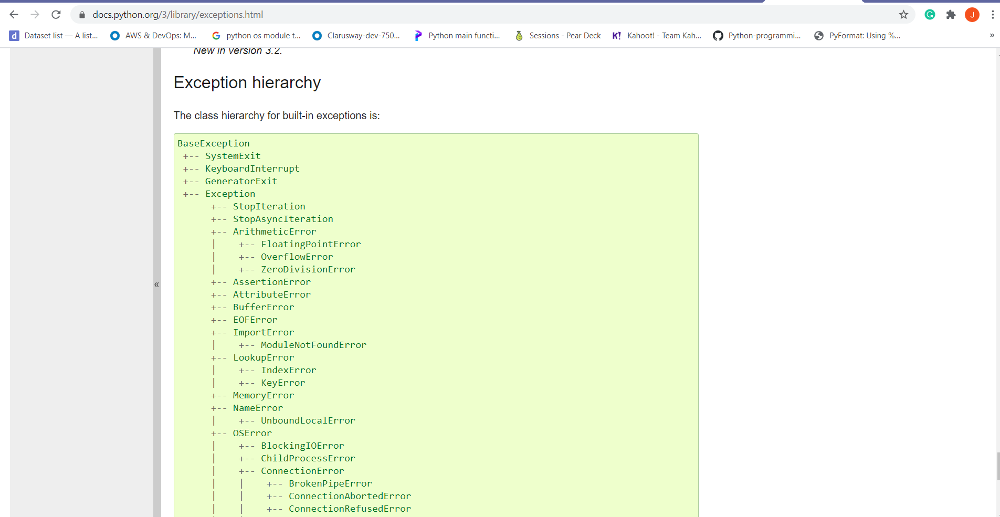 docs.python.org/3/library/exceptions.html
J
d Dataset list — A list...
AWS & DevOps: M...
G python os module t...
Clarusway-dev-750...
Python main functi...
Sessions - Pear Deck
K! Kahoot! - Team Kah...
Python-programmi...
PyFormat: Using %...
»
New in version 3.2.
Exception hierarchy
The class hierarchy for built-in exceptions is:
BaseException
 +-- SystemExit
 +-- KeyboardInterrupt
 +-- GeneratorExit
 +-- Exception
      +-- StopIteration
      +-- StopAsyncIteration
      +-- ArithmeticError
      |    +-- FloatingPointError
      |    +-- OverflowError
      |    +-- ZeroDivisionError
      +-- AssertionError
      +-- AttributeError
      +-- BufferError
      +-- EOFError
      +-- ImportError
      |    +-- ModuleNotFoundError
      +-- LookupError
      |    +-- IndexError
      |    +-- KeyError
      +-- MemoryError
      +-- NameError
      |    +-- UnboundLocalError
      +-- OSError
      |    +-- BlockingIOError
      |    +-- ChildProcessError
      |    +-- ConnectionError
      |    |    +-- BrokenPipeError
      |    |    +-- ConnectionAbortedError
      |    |    +-- ConnectionRefusedError
«